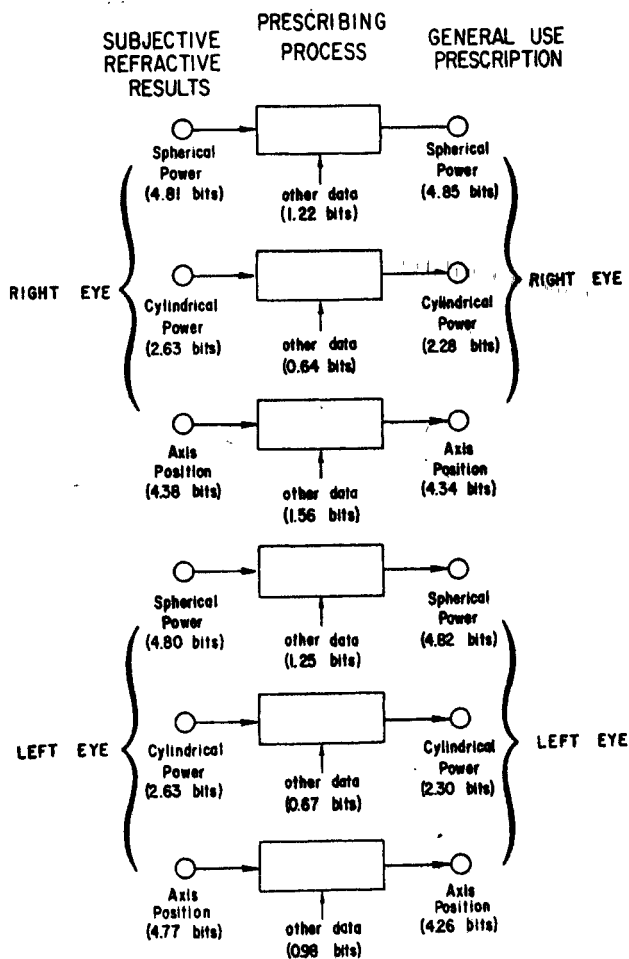 SUBJECTIVE
REFRACTIVE
RESULTS
PRESCRIBING
PROCESS
GENERAL USE
PRESCRIPTION
Spherical
Power
(4.81 bits)
other data
(1.22 bits)
Spherical
Power
(4.85 bits)
RIGHT EYE
Cylindrical
Power
(2.63 bits)
other data
(0.64 bits)
Cylindrical
Power
(2.28 bits)
RIGHT EYE
Axis
Position
(4.38 bits)
other data
(1.56 bits)
Axis
Position
(4.34 bits)
Spherical
Power
(4.80 bits)
other data
(1.25 bits)
Spherical
Power
(4.82 bits)
LEFT EYE
Cylindrical
Power
(2.63 bits)
other data
(0.67 bits)
Cylindrical
Power
(2.30 bits)
LEFT EYE
Axis
Position
(4.77 bits)
other data
(0.98 bits)
Axis
Position
(4.26 bits)